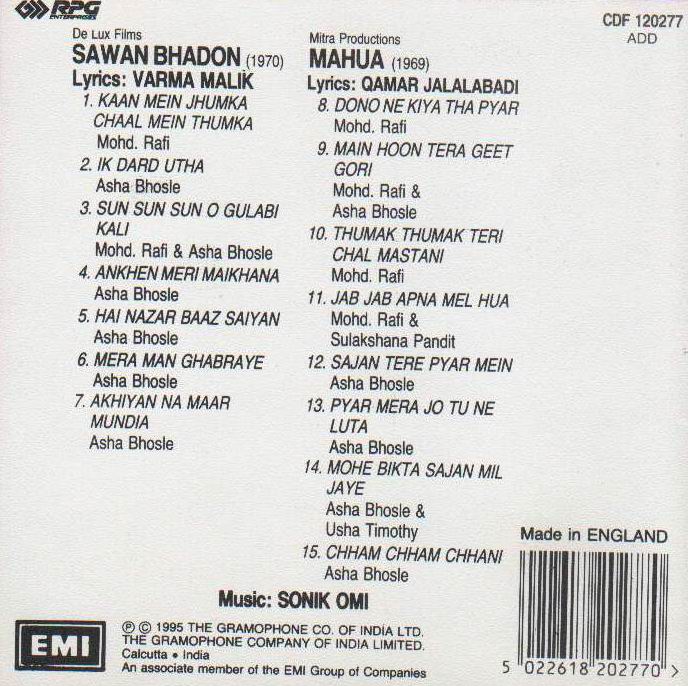 RPG
ENTERPRISES
CDF 120277
ADD
De Lux Films
SAWAN BHADON (1970)
Lyrics: VARMA MALIK
1. KAAN MEIN JHUMKA
CHAAL MEIN THUMKA
Mohd. Rafi
2. IK DARD UTHA
Asha Bhosle
3. SUN SUN SUN O GULABI
KALI
Mohd. Rafi & Asha Bhosle
4. ANKHEN MERI MAIKHANA
Asha Bhosle
5. HAI NAZAR BAAZ SAIYAN
Asha Bhosle
6. MERA MAN GHABRAYE
Asha Bhosle
7. AKHIYAN NA MAAR
MUNDIA
Asha Bhosle
Mitra Productions
MAHUA (1969)
Lyrics: QAMAR JALALABADI
8. DONO NE KIYA THA PYAR
Mohd. Rafi
9. MAIN HOON TERA GEET
GORI
Mohd. Rafi &
Asha Bhosle
10. THUMAK THUMAK TERI
CHAL MASTANI
Mohd. Rafi
11. JAB JAB APNA MEL HUA
Mohd. Rafi &
Sulakshana Pandit
12. SAJAN TERE PYAR MEIN
Asha Bhosle
13. PYAR MERA JO TU NE
LUTA
Asha Bhosle
14. MOHE BIKTA SAJAN MIL
JAYE
Asha Bhosle &
Usha Timothy
15. CHHAM CHHAM CHHANI
Asha Bhosle
Music: SONIK OMI
Made in ENGLAND
EMI
℗ © 1995 THE GRAMOPHONE CO. OF INDIA LTD.
THE GRAMOPHONE COMPANY OF INDIA LIMITED.
Calcutta • India
An associate member of the EMI Group of Companies
5 022618 202770 >